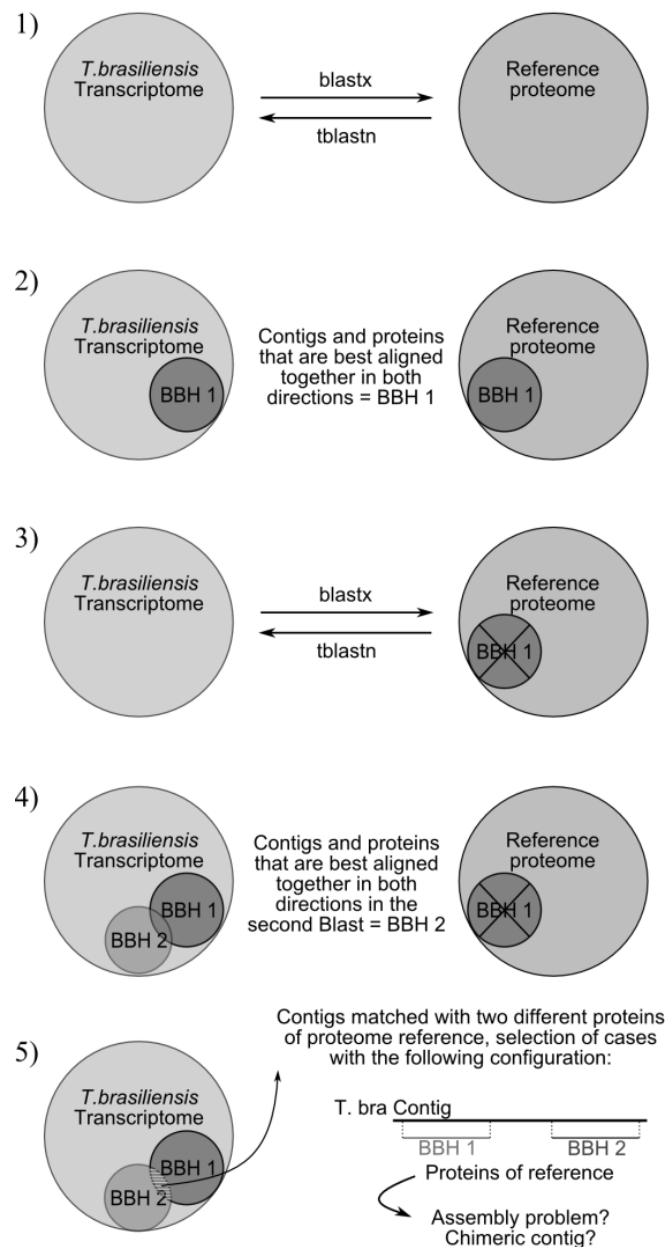 1)
T.brasiliensis
Transcriptome
blastx
tblastn
Reference
proteome
2)
T.brasiliensis
Transcriptome
BBH 1
Contigs and proteins
that are best aligned
together in both
directions = BBH 1
Reference
proteome
BBH 1
3)
T.brasiliensis
Transcriptome
blastx
tblastn
Reference
proteome
BBH 1
4)
T.brasiliensis
Transcriptome
BBH 1
BBH 2
Contigs and proteins
that are best aligned
together in both
directions in the
second Blast = BBH 2
Reference
proteome
BBH 1
5)
T.brasiliensis
Transcriptome
BBH 1
BBH 2
Contigs matched with two different proteins
of proteome reference, selection of cases
with the following configuration:
T. bra Contig
BBH 1
BBH 2
Proteins of reference
Assembly problem?
Chimeric contig?